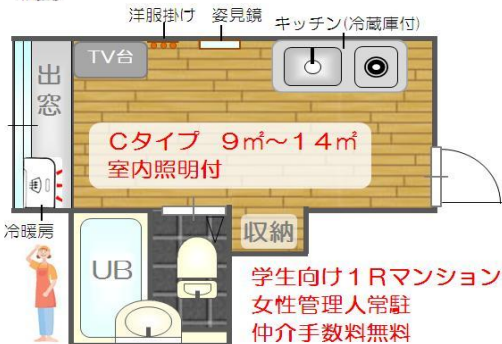 洋服掛け 姿見鏡 キッチン(冷蔵庫付)
TV台
出窓
Cタイプ 9㎡～14㎡
室内照明付
冷暖房
UB
収納
学生向け1Rマンション
女性管理人常駐
仲介手数料無料